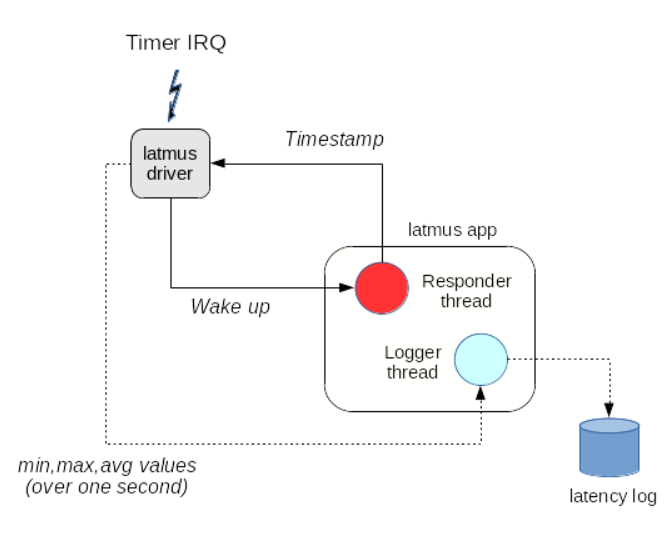 Timer IRQ
latmus
driver
Timestamp
latmus app
Responder
thread
Wake up
Logger
thread
min,max,avg values
(over one second)
latency log